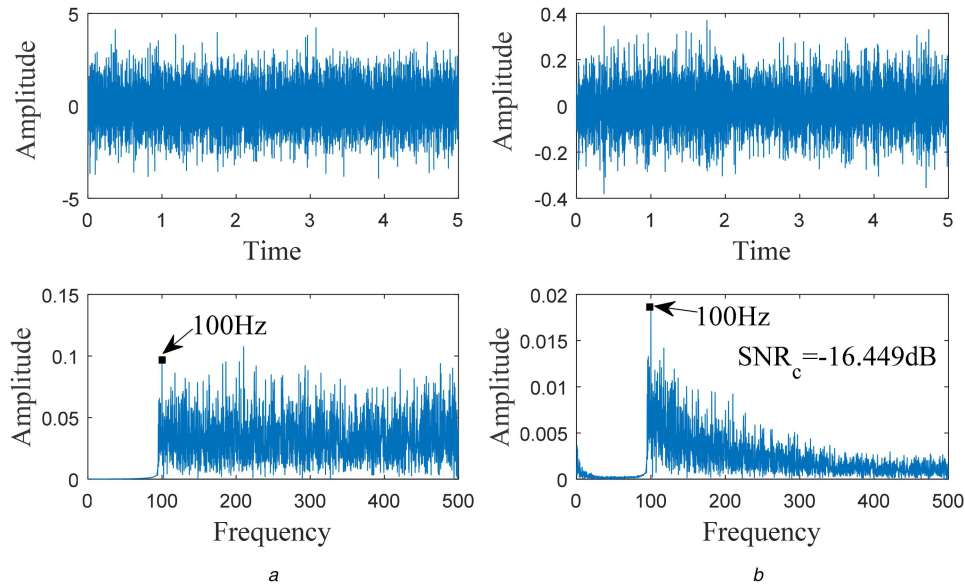 5
0
-5
Amplitude
0 1 2 3 4 5
Time
0.4
0.2
0
-0.2
-0.4
Amplitude
0 1 2 3 4 5
Time
0.15
0.1
0.05
0
Amplitude
100Hz
0 100 200 300 400 500
Frequency
a
0.02
0.015
0.01
0.005
0
Amplitude
100Hz
SNR_c=-16.449dB
0 100 200 300 400 500
Frequency
b